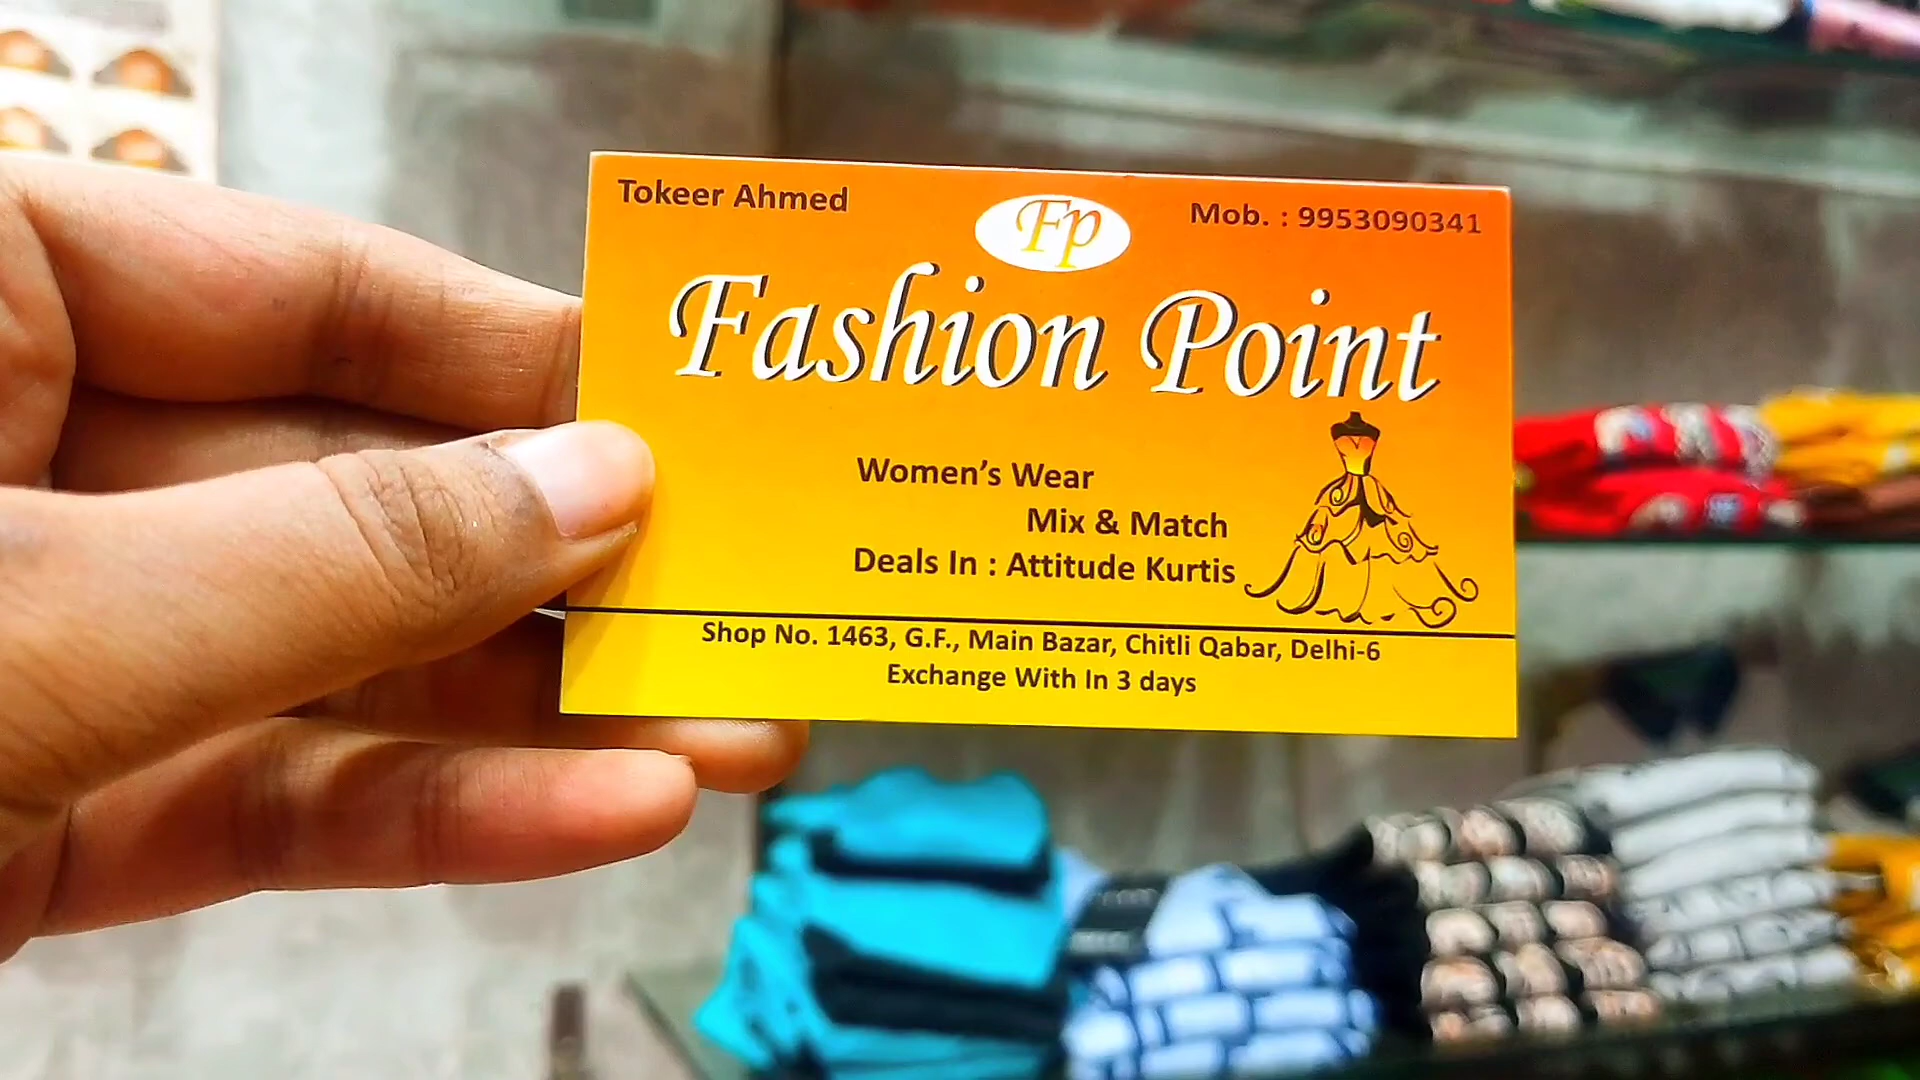 Tokeer Ahmed
Fp
Mob. : 9953090341
Fashion Point
Women's Wear
Mix & Match
Deals In : Attitude Kurtis
Shop No. 1463, G.F., Main Bazar, Chitli Qabar, Delhi-6
Exchange With In 3 days